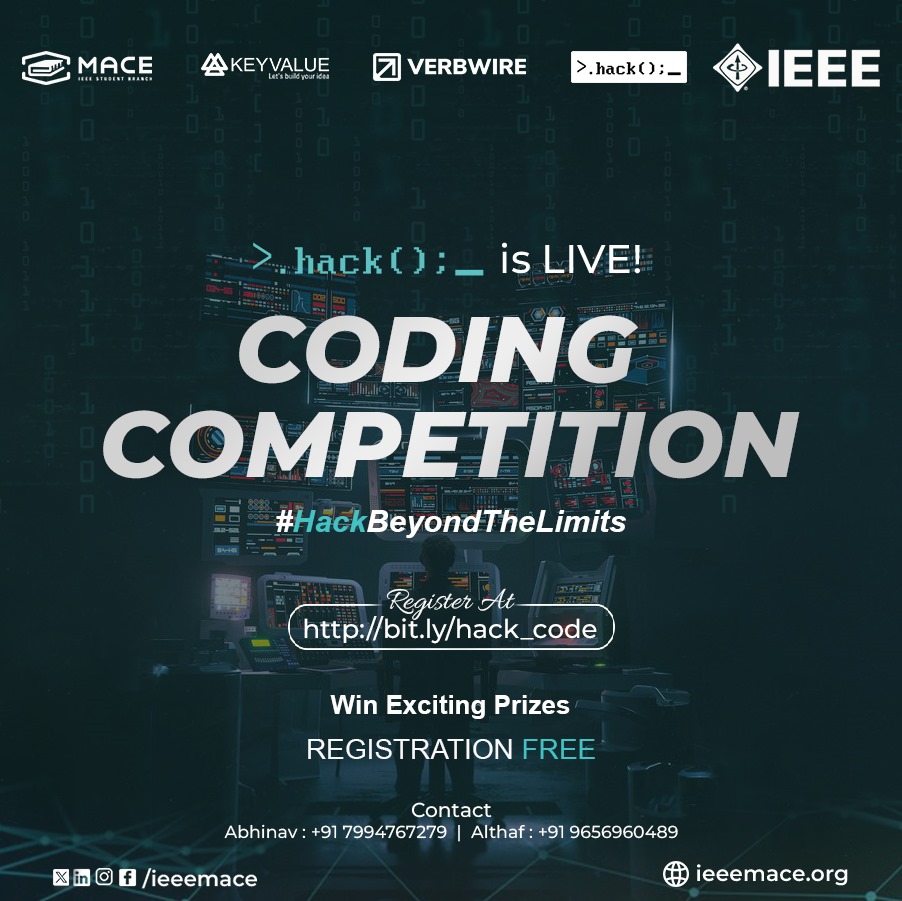 MACE
IEEE STUDENT BRANCH
KEYVALUE
Let's build your idea
VERBWIRE
>.hack();_
IEEE
>.hack();_ is LIVE!
CODING
COMPETITION
#HackBeyondTheLimits
Register At
http://bit.ly/hack_code
Win Exciting Prizes
REGISTRATION FREE
Contact
Abhinav : +91 7994767279 | Althaf : +91 9656960489
/ieeemace
ieeemace.org